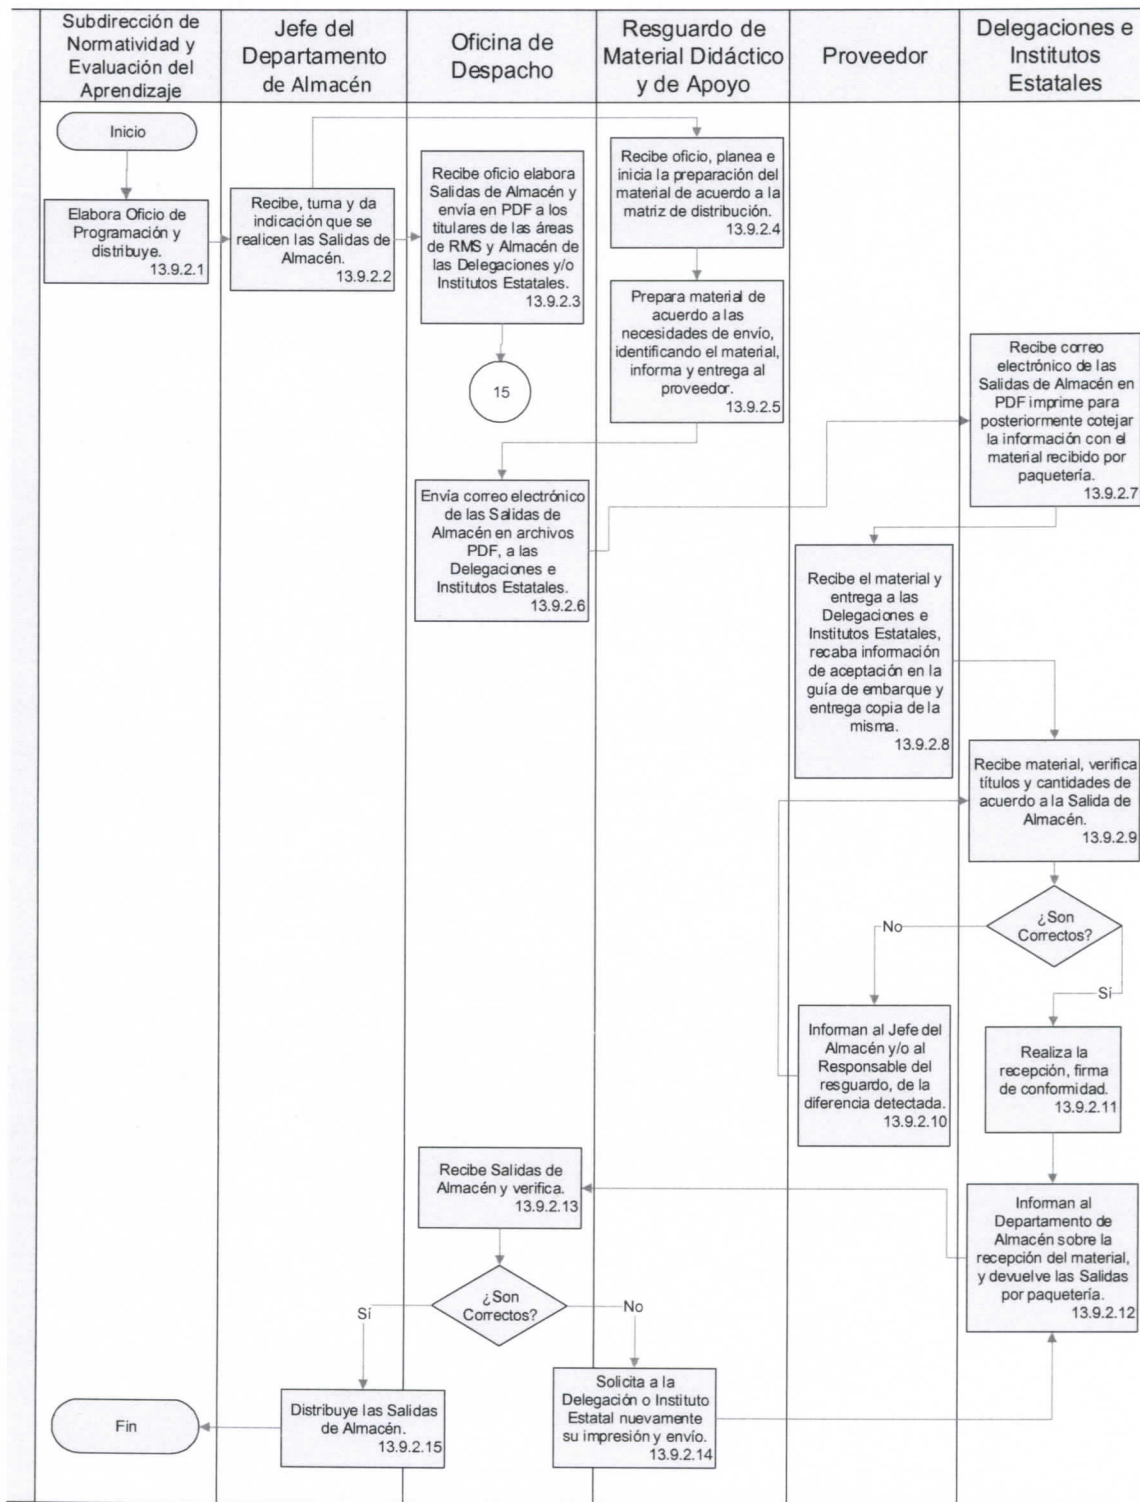 Subdirección de
Normatividad y
Evaluación del
Aprendizaje
Jefe del
Departamento
de Almacén
Oficina de
Despacho
Resguardo de
Material Didáctico
y de Apoyo
Proveedor
Delegaciones e
Institutos
Estatales
Inicio
Elabora Oficio de
Programación y
distribuye.
13.9.2.1
Recibe, turna y da
indicación que se
realicen las Salidas de
Almacén.
13.9.2.2
Recibe oficio elabora
Salidas de Almacén y
envía en PDF a los
titulares de las áreas
de RMS y Almacén de
las Delegaciones y/o
Institutos Estatales.
13.9.2.3
15
Recibe oficio, planea e
inicia la preparación del
material de acuerdo a la
matriz de distribución.
13.9.2.4
Prepara material de
acuerdo a las
necesidades de envío,
identificando el material,
informa y entrega al
proveedor.
13.9.2.5
Envía correo electrónico
de las Salidas de
Almacén en archivos
PDF, a las
Delegaciones e
Institutos Estatales.
13.9.2.6
Recibe correo
electrónico de las
Salidas de Almacén en
PDF imprime para
posteriormente cotejar
la información con el
material recibido por
paquetería.
13.9.2.7
Recibe el material y
entrega a las
Delegaciones e
Institutos Estatales,
recaba información
de aceptación en la
guía de embarque y
entrega copia de la
misma.
13.9.2.8
Recibe material, verifica
títulos y cantidades de
acuerdo a la Salida de
Almacén.
13.9.2.9
¿Son
Correctos?
No
Sí
Informan al Jefe del
Almacén y/o al
Responsable del
resguardo, de la
diferencia detectada.
13.9.2.10
Realiza la
recepción, firma
de conformidad.
13.9.2.11
Informan al
Departamento de
Almacén sobre la
recepción del material,
y devuelve las Salidas
por paquetería.
13.9.2.12
Recibe Salidas de
Almacén y verifica.
13.9.2.13
¿Son
Correctos?
Sí
No
Solicita a la
Delegación o Instituto
Estatal nuevamente
su impresión y envío.
13.9.2.14
Distribuye las Salidas
de Almacén.
13.9.2.15
Fin